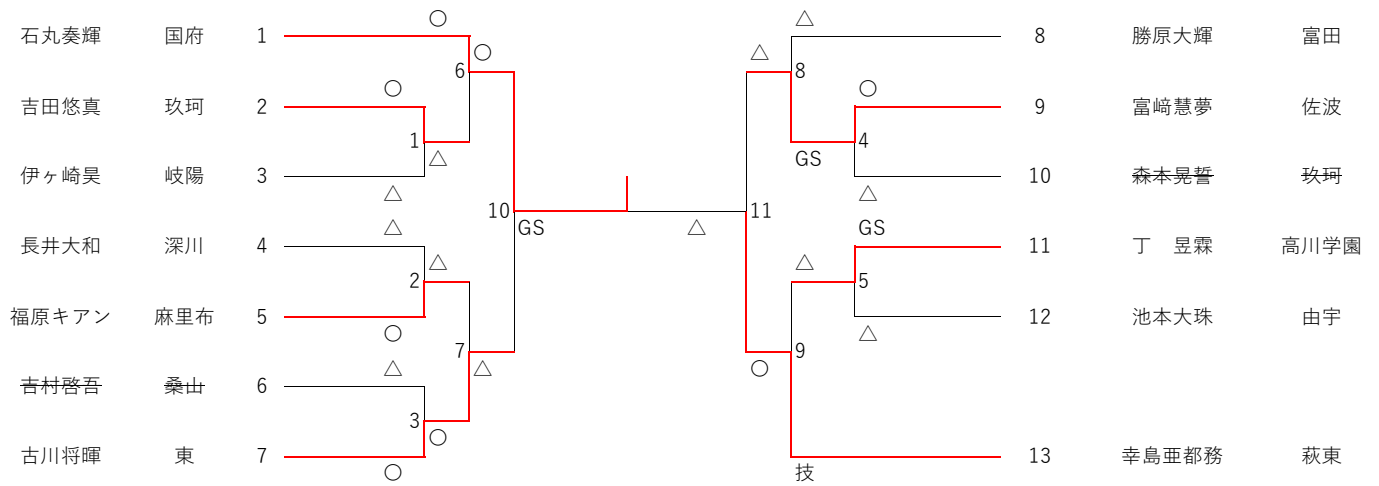 ○ △
石丸奏輝 国府 1 8 勝原大輝 富田
○ △
6 8
○ ○
吉田悠真 玖珂 2 9 富﨑慧夢 佐波
1 4
△ GS
伊ヶ崎昊 岐陽 3 10 森本晃誓 玖珂
△ △
10 11
△ GS △ GS
長井大和 深川 4 11 丁 昱霖 高川学園
△ △
2 5
福原キアン 麻里布 5 12 池本大珠 由宇
○ △
7 9
△ △ ○
吉村啓吾 桑山 6
3
○
古川将暉 東 7 13 幸島亜都務 萩東
○ 技